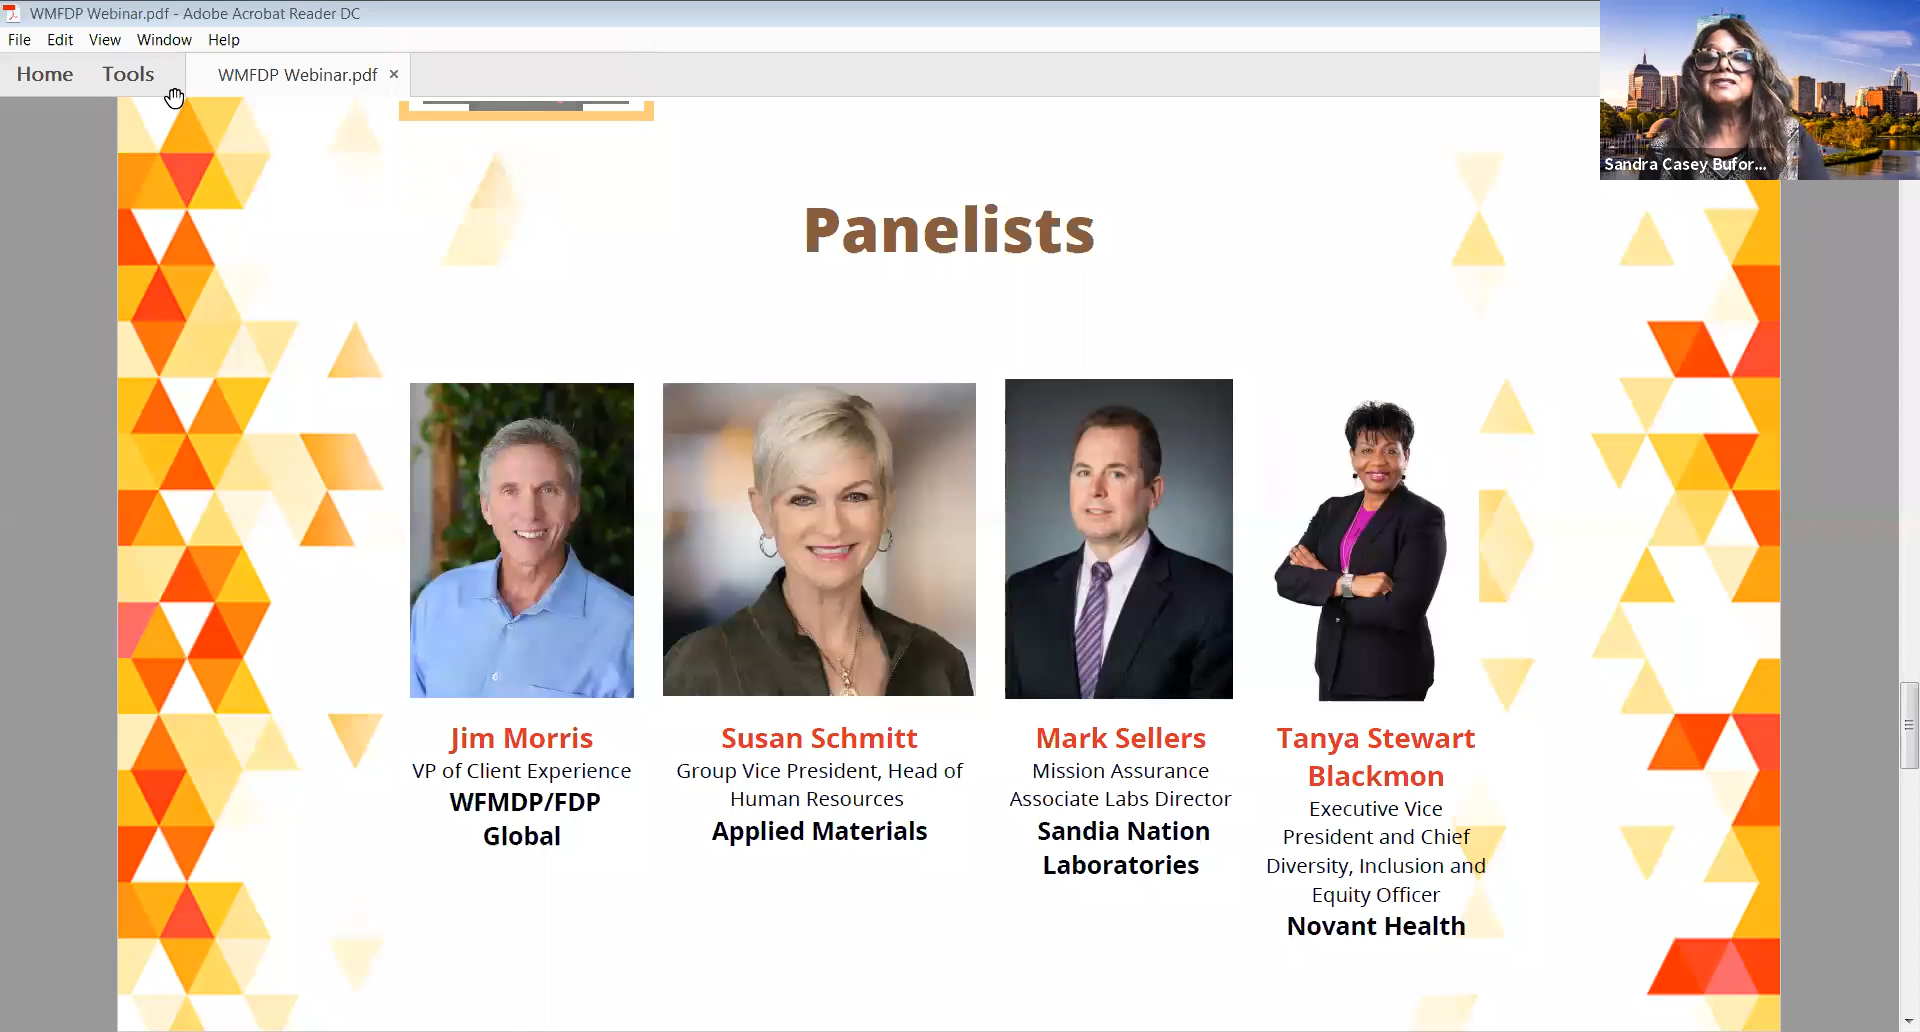 WMFDP Webinar.pdf - Adobe Acrobat Reader DC
File Edit View Window Help
Home Tools WMFDP Webinar.pdf ×
Sandra Casey Bufor...
Panelists
Jim Morris
VP of Client Experience
WFMDP/FDP
Global
Susan Schmitt
Group Vice President, Head of
Human Resources
Applied Materials
Mark Sellers
Mission Assurance
Associate Labs Director
Sandia Nation
Laboratories
Tanya Stewart
Blackmon
Executive Vice
President and Chief
Diversity, Inclusion and
Equity Officer
Novant Health